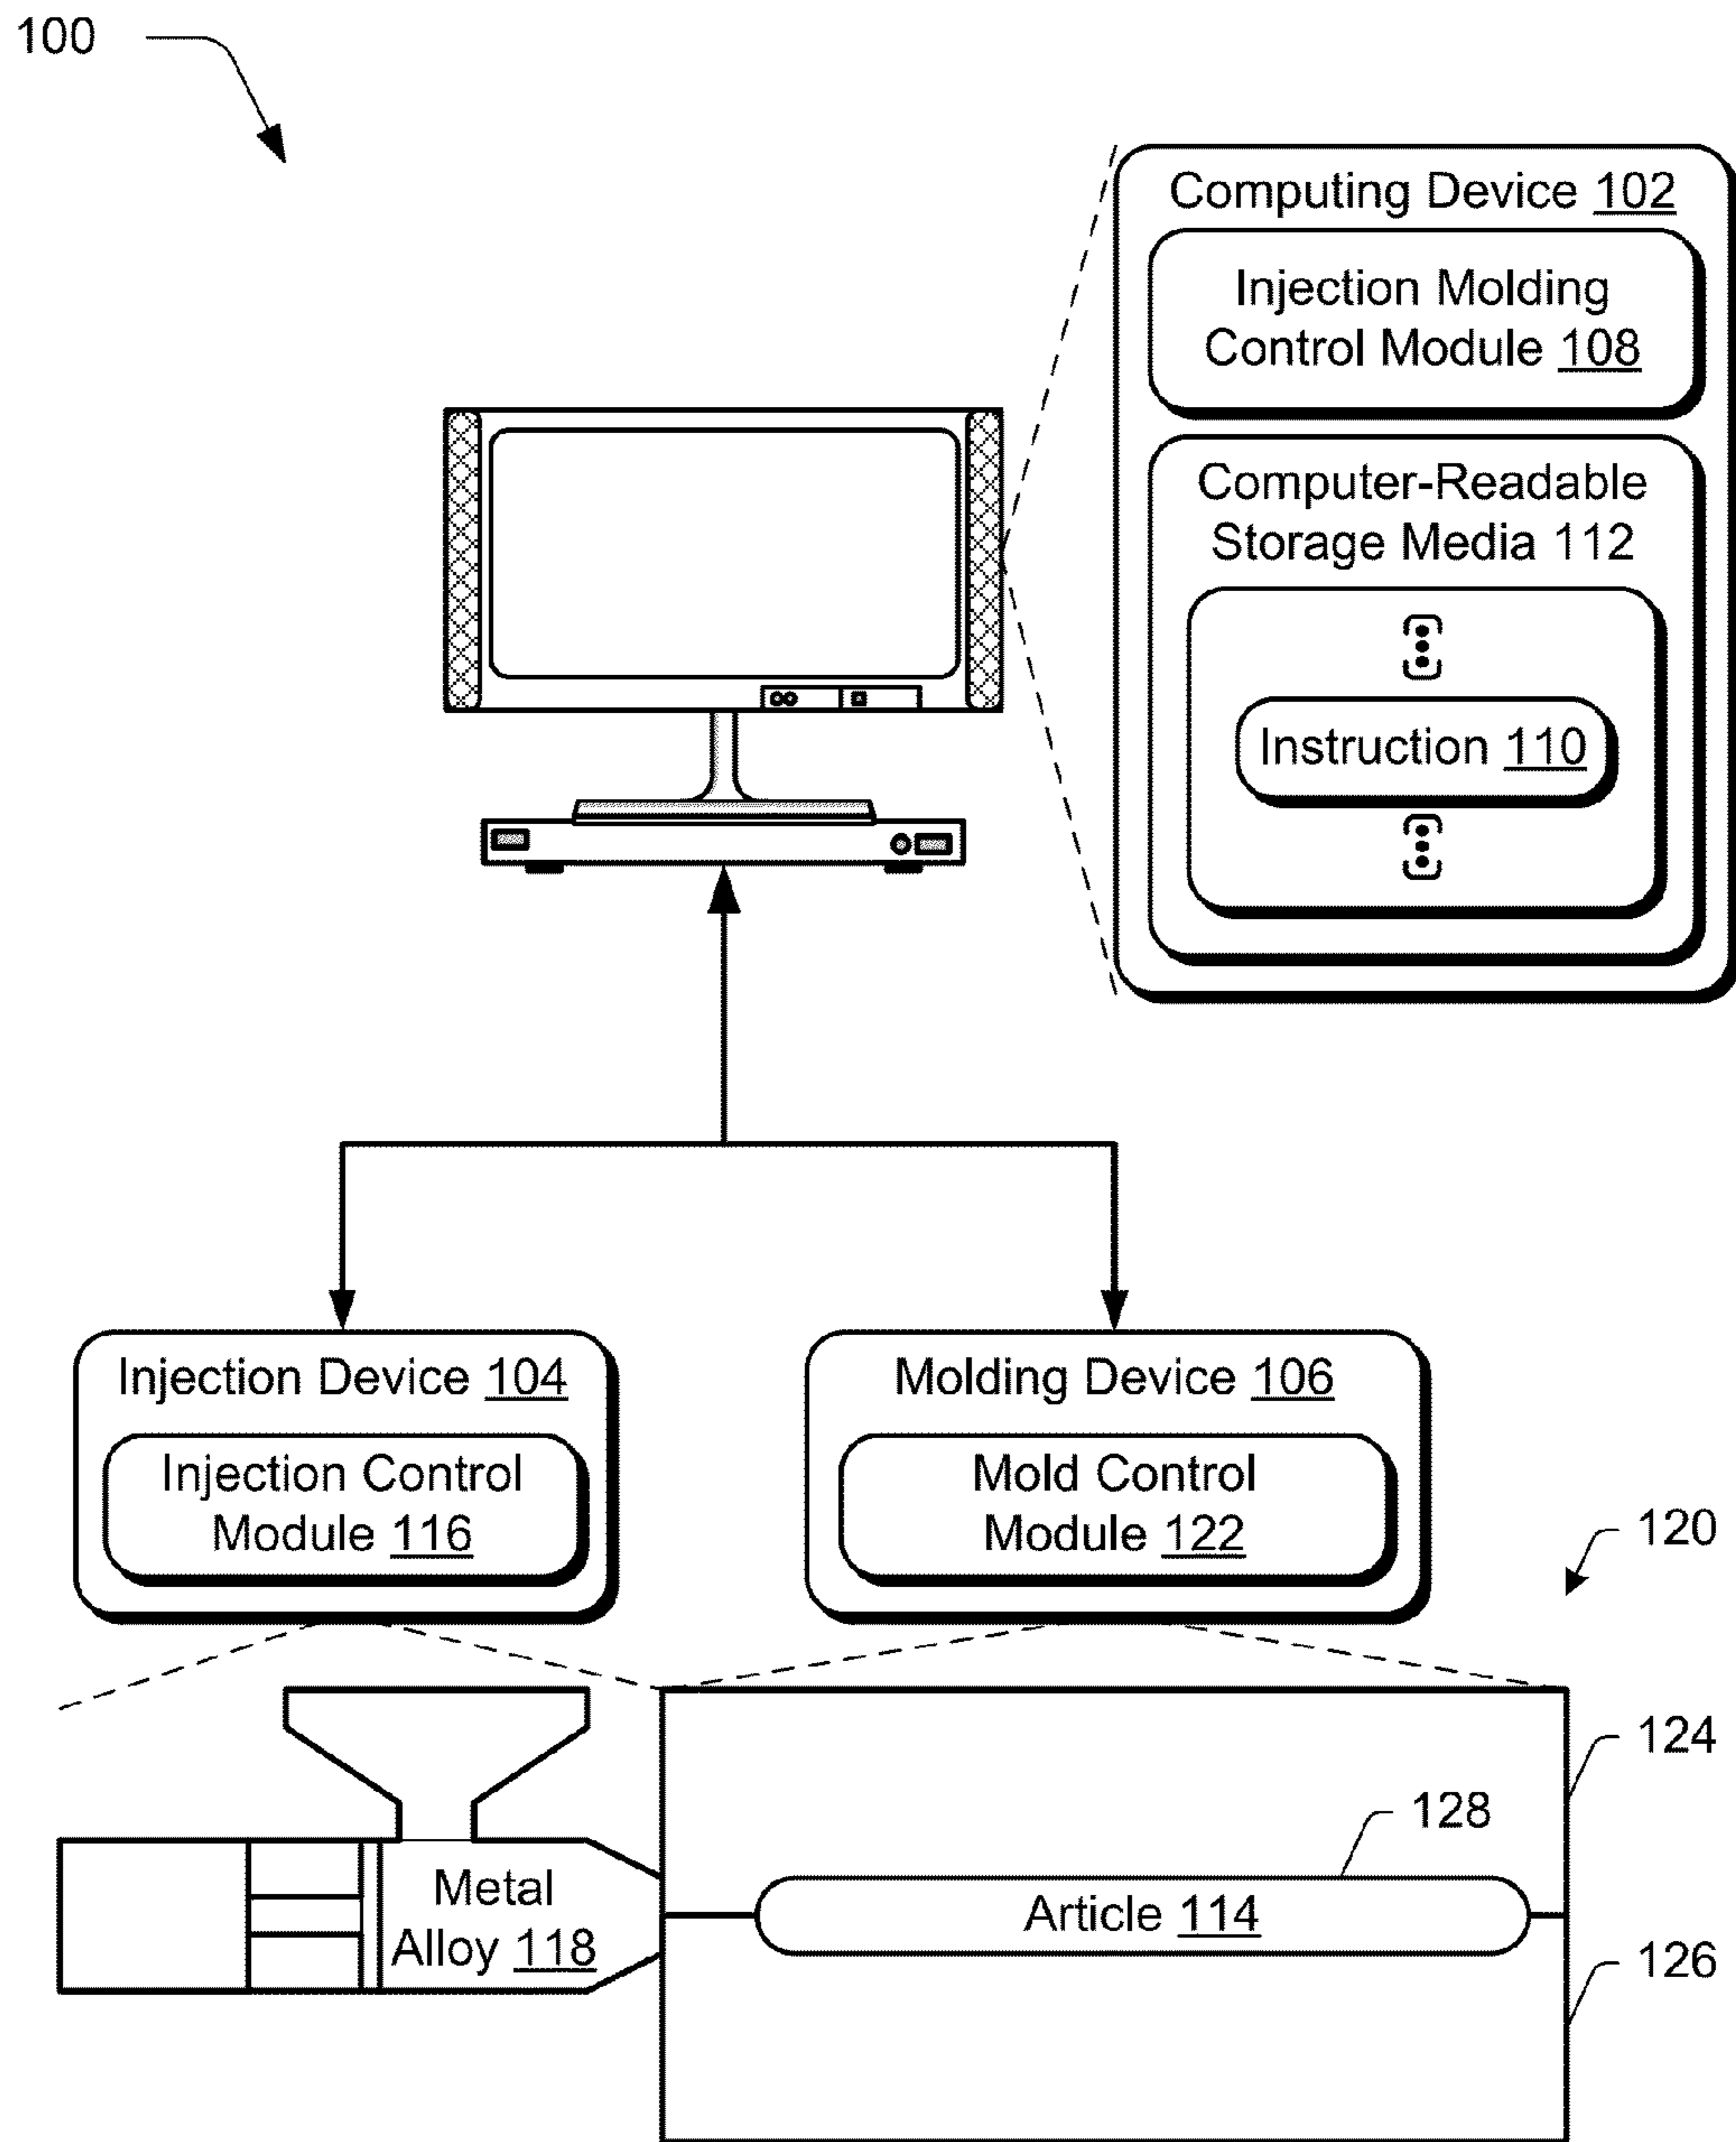 100
Computing Device 102
Injection Molding
Control Module 108
Computer-Readable
Storage Media 112
Instruction 110
Injection Device 104
Injection Control
Module 116
Molding Device 106
Mold Control
Module 122
120
124
128
Metal
Alloy 118
Article 114
126